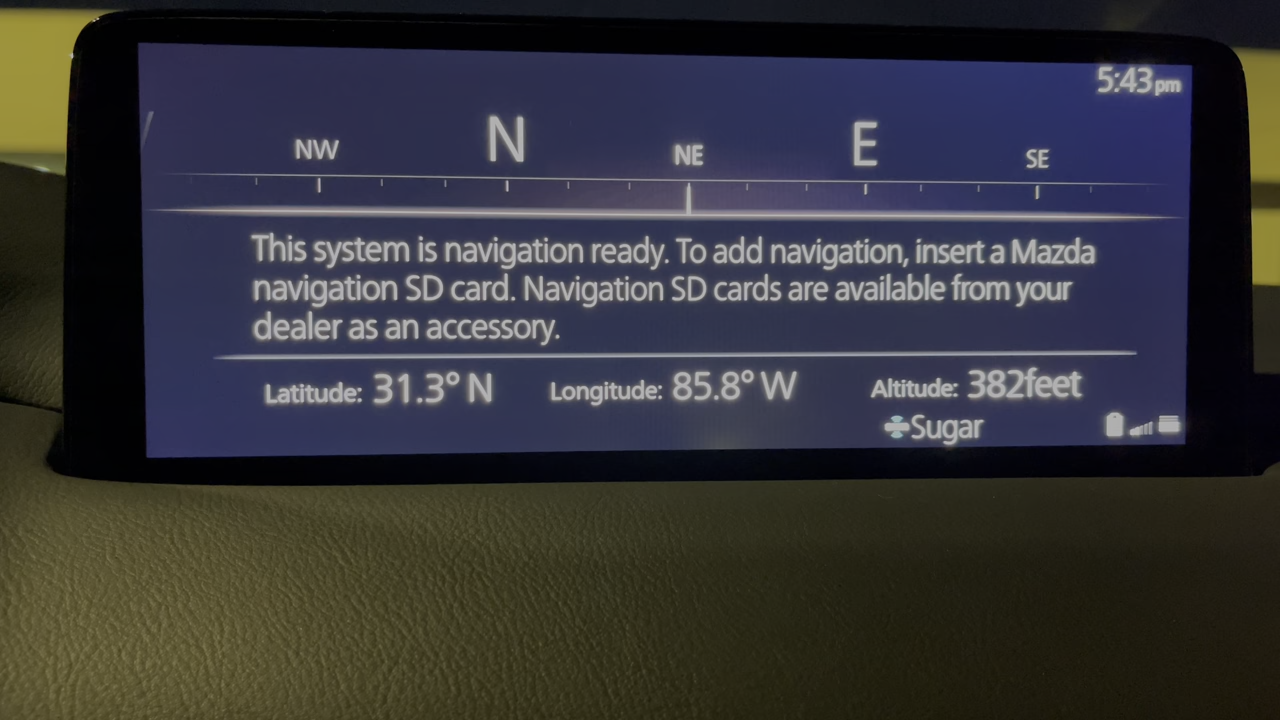 5:43pm
NW N NE E SE
This system is navigation ready. To add navigation, insert a Mazda
navigation SD card. Navigation SD cards are available from your
dealer as an accessory.
Latitude: 31.3° N Longitude: 85.8° W Altitude: 382feet
Sugar